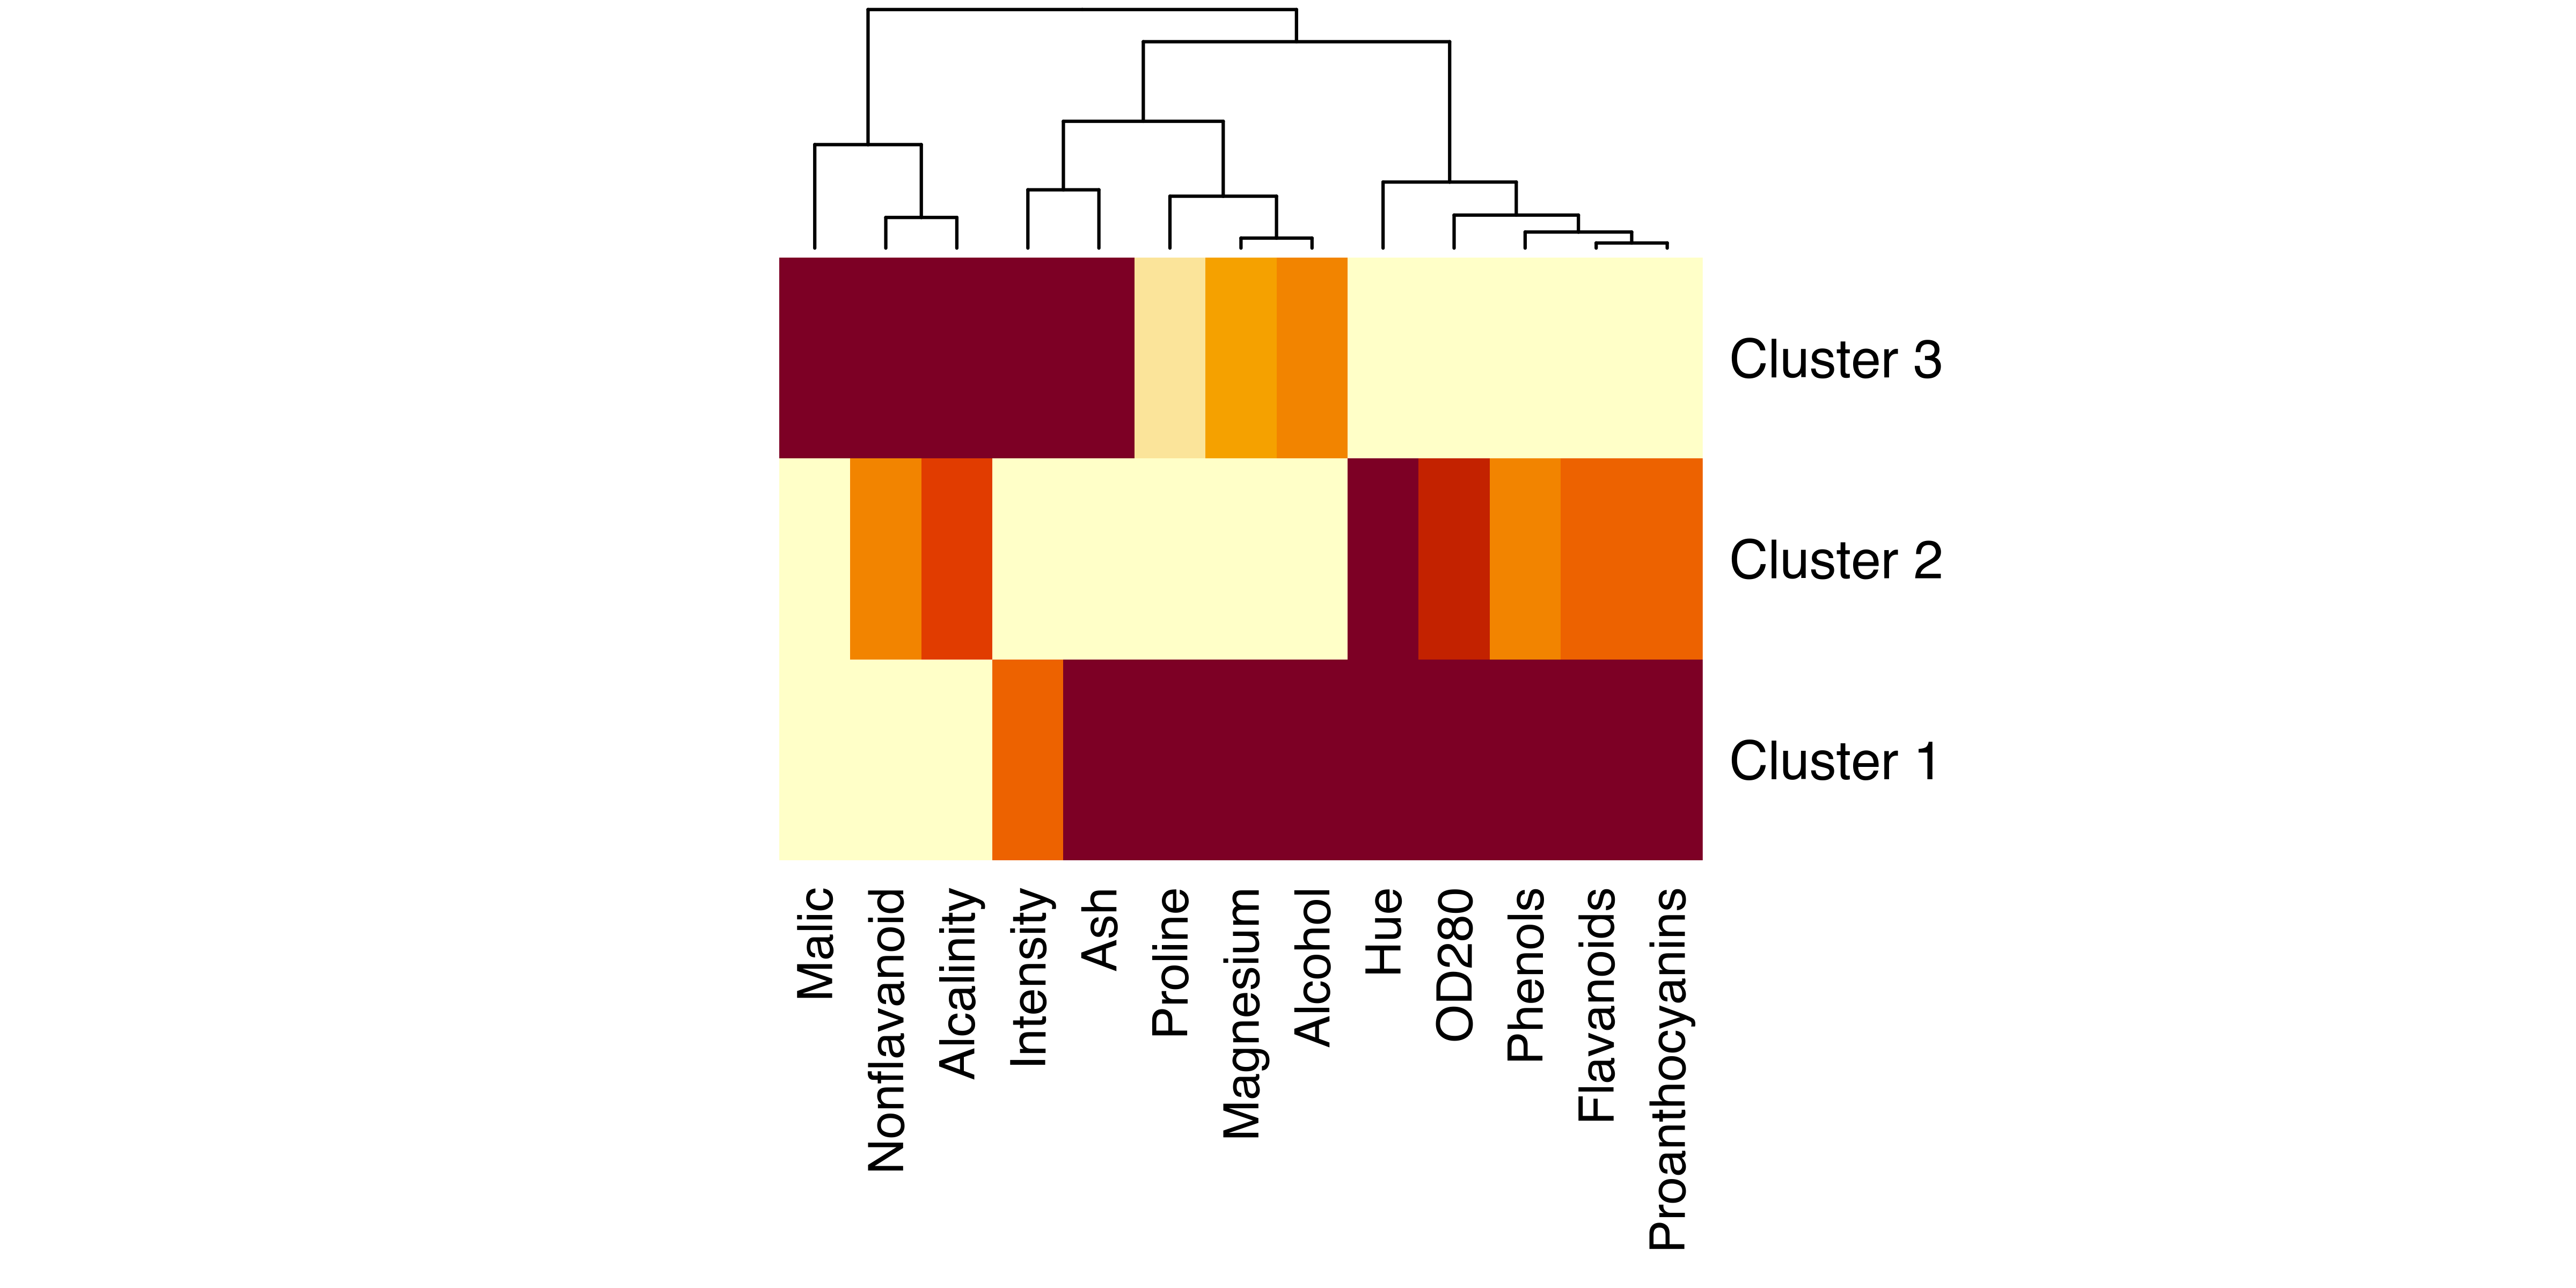 Cluster 3
Cluster 2
Cluster 1
Malic
Nonflavanoid
Alcalinity
Intensity
Ash
Proline
Magnesium
Alcohol
Hue
OD280
Phenols
Flavanoids
Proanthocyanins